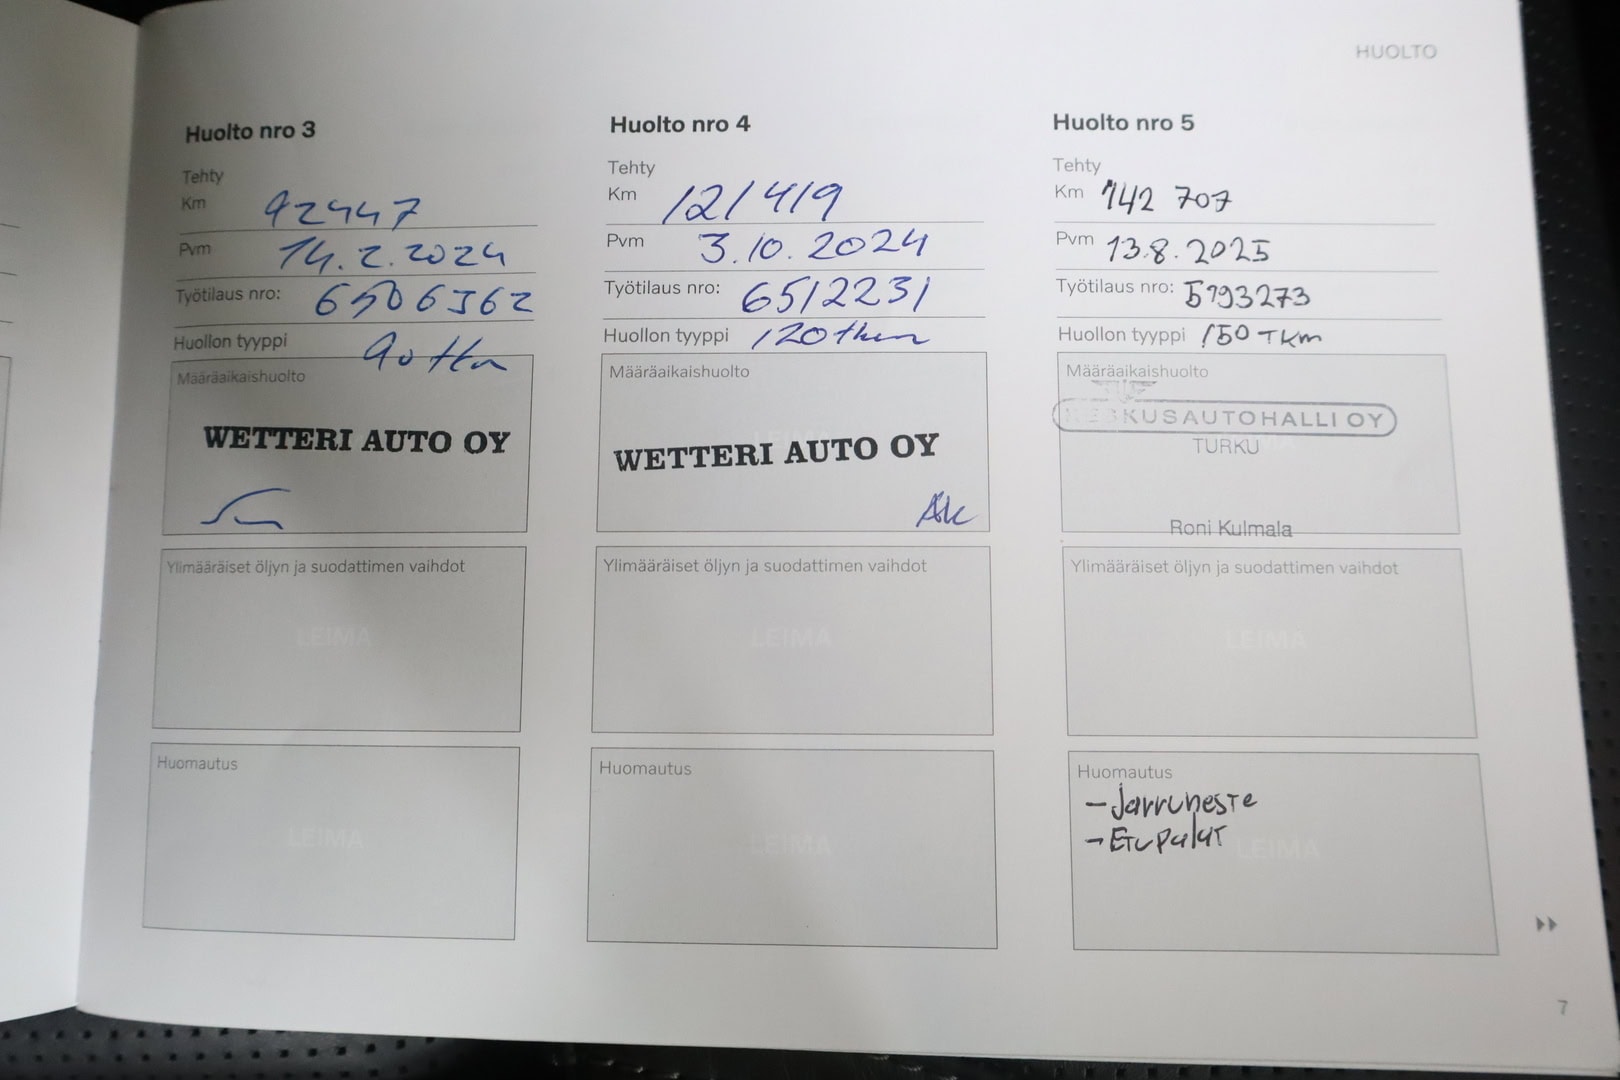 HUOLTO
Huolto nro 3
Tehty
Km 92447
Pvm 14.2.2024
Työtilaus nro: 6506362
Huollon tyyppi 90 tkm
Määräaikaishuolto
WETTERI AUTO OY
Ylimääräiset öljyn ja suodattimen vaihdot
LEIMA
Huomautus
LEIMA
Huolto nro 4
Tehty
Km 121419
Pvm 3.10.2024
Työtilaus nro: 6512231
Huollon tyyppi 120 tkm
Määräaikaishuolto
WETTERI AUTO OY
Ylimääräiset öljyn ja suodattimen vaihdot
LEIMA
Huomautus
LEIMA
Huolto nro 5
Tehty
Km 142 707
Pvm 13.8.2025
Työtilaus nro: 5193273
Huollon tyyppi 150 TKm
Määräaikaishuolto
KESKUSAUTOHALLI OY
TURKU
Roni Kulmala
Ylimääräiset öljyn ja suodattimen vaihdot
LEIMA
Huomautus
- Jarruneste
- Etupalat
LEIMA
7